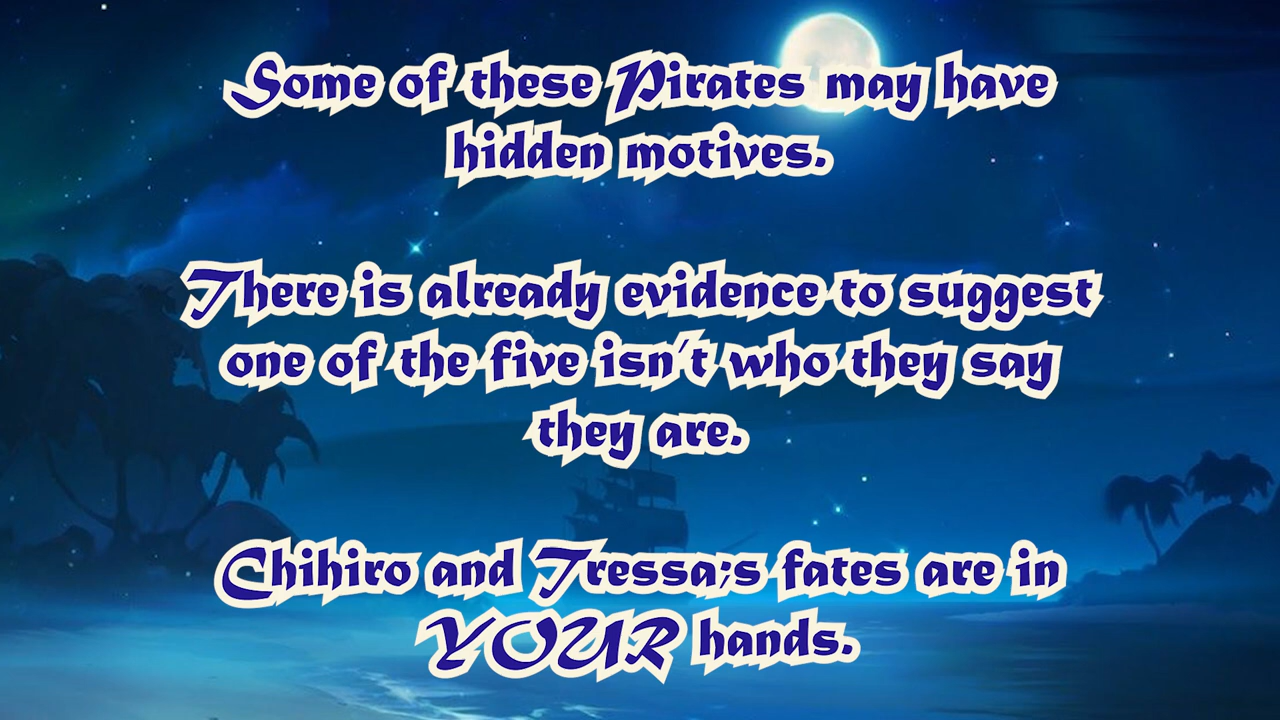 Some of these Pirates may have
hidden motives.
There is already evidence to suggest
one of the five isn't who they say
they are.
Chihiro and Tressa;s fates are in
YOUR hands.